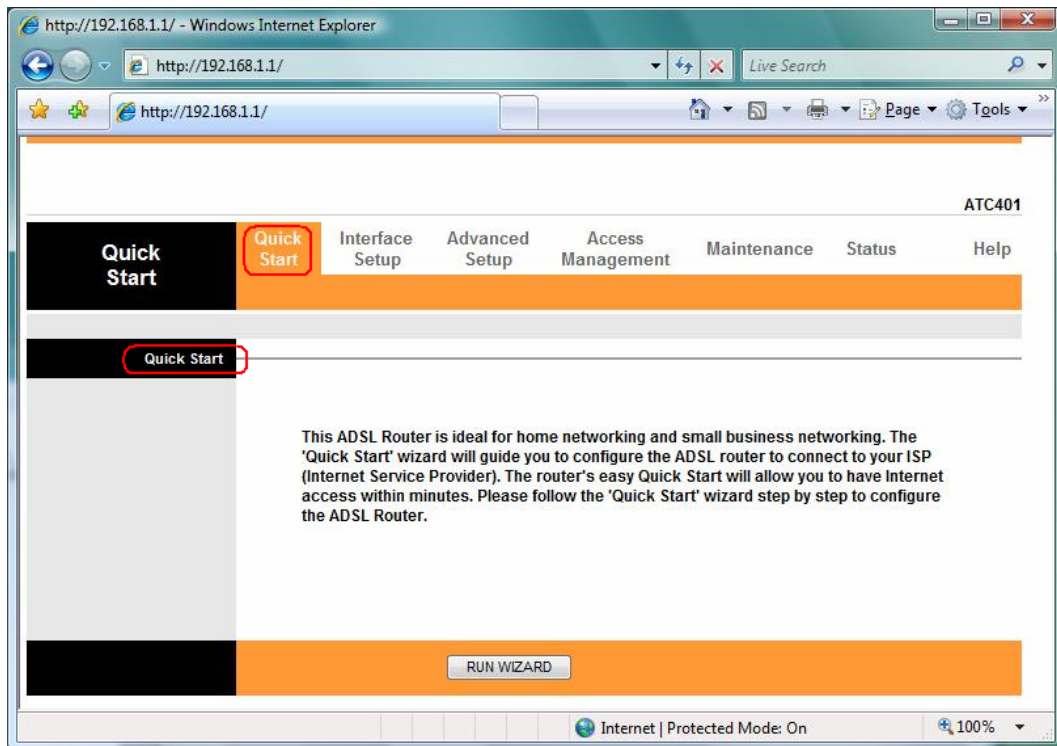 http://192.168.1.1/ - Windows Internet Explorer
http://192.168.1.1/
Live Search
http://192.168.1.1/
Page
Tools
ATC401
Quick
Start
Quick
Start
Interface
Setup
Advanced
Setup
Access
Management
Maintenance
Status
Help
Quick Start
This ADSL Router is ideal for home networking and small business networking. The
'Quick Start' wizard will guide you to configure the ADSL router to connect to your ISP
(Internet Service Provider). The router's easy Quick Start will allow you to have Internet
access within minutes. Please follow the 'Quick Start' wizard step by step to configure
the ADSL Router.
RUN WIZARD
Internet | Protected Mode: On
100%